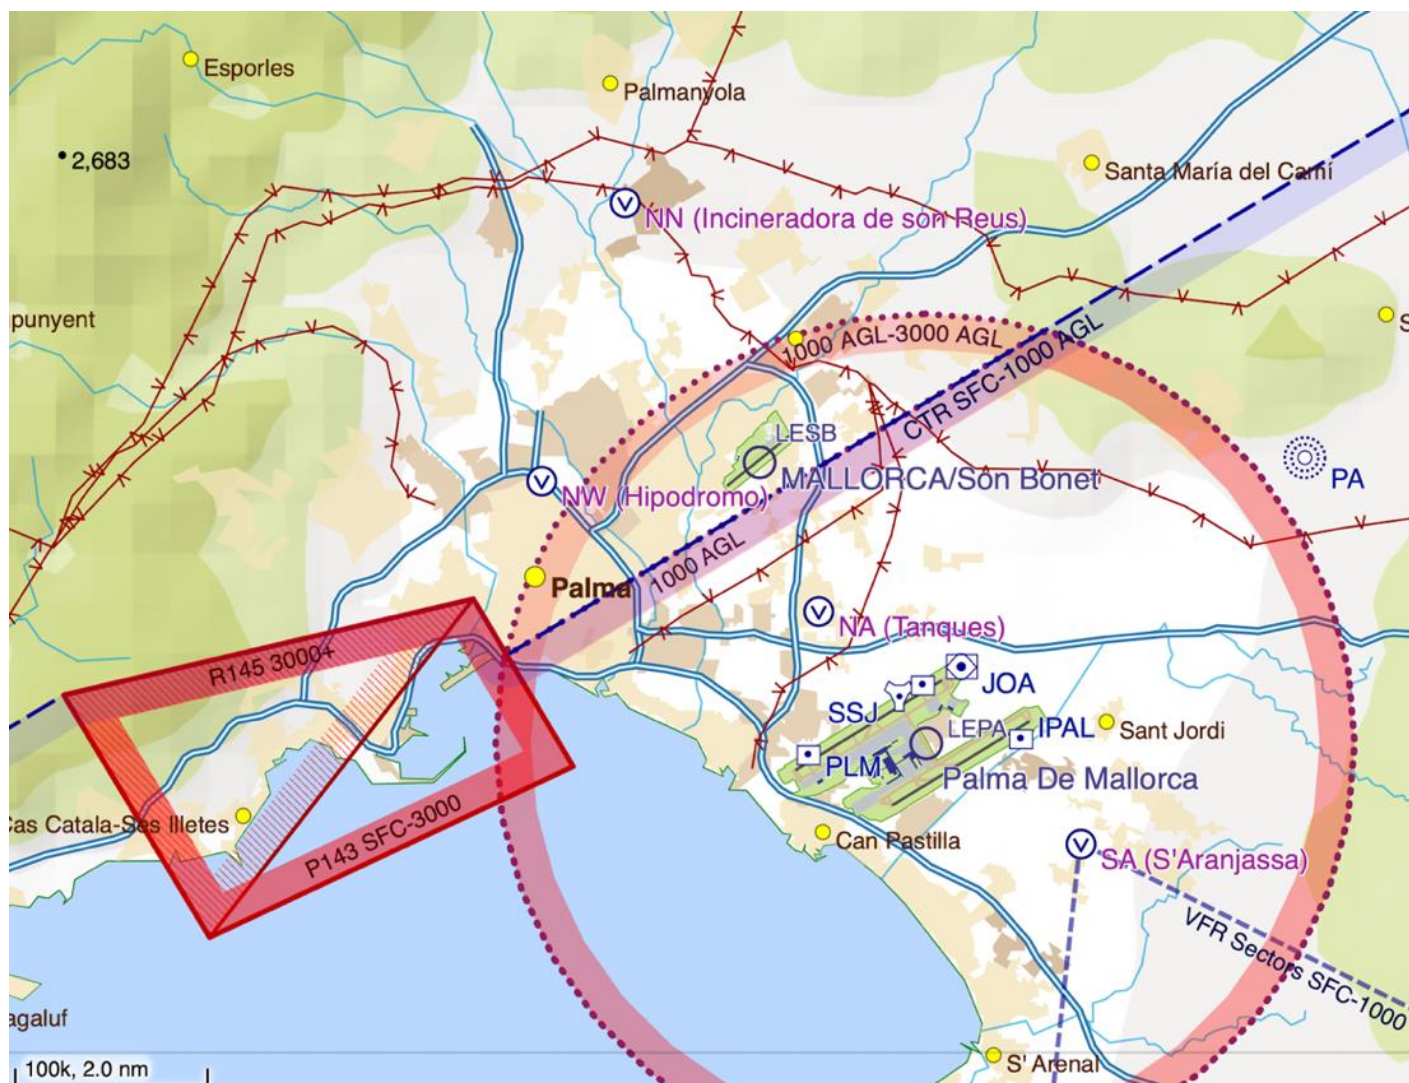 Esporles
Palmanyola
2,683
Santa María del Camí
NN (Incineradora de son Reus)
punyent
S
1000 AGL-3000 AGL
CTR SFC-1000 AGL
LESB
MALLORCA/Son Bonet
PA
NW (Hipodromo)
1000 AGL
Palma
NA (Tanques)
R145 3000+
JOA
SSJ
IPAL
LEPA
Sant Jordi
PLM
Palma De Mallorca
Cas Catala-Ses Illetes
P143 SFC-3000
Can Pastilla
SA (S'Aranjassa)
VFR Sectors SFC-1000
agaluf
100k, 2.0 nm
S' Arenal